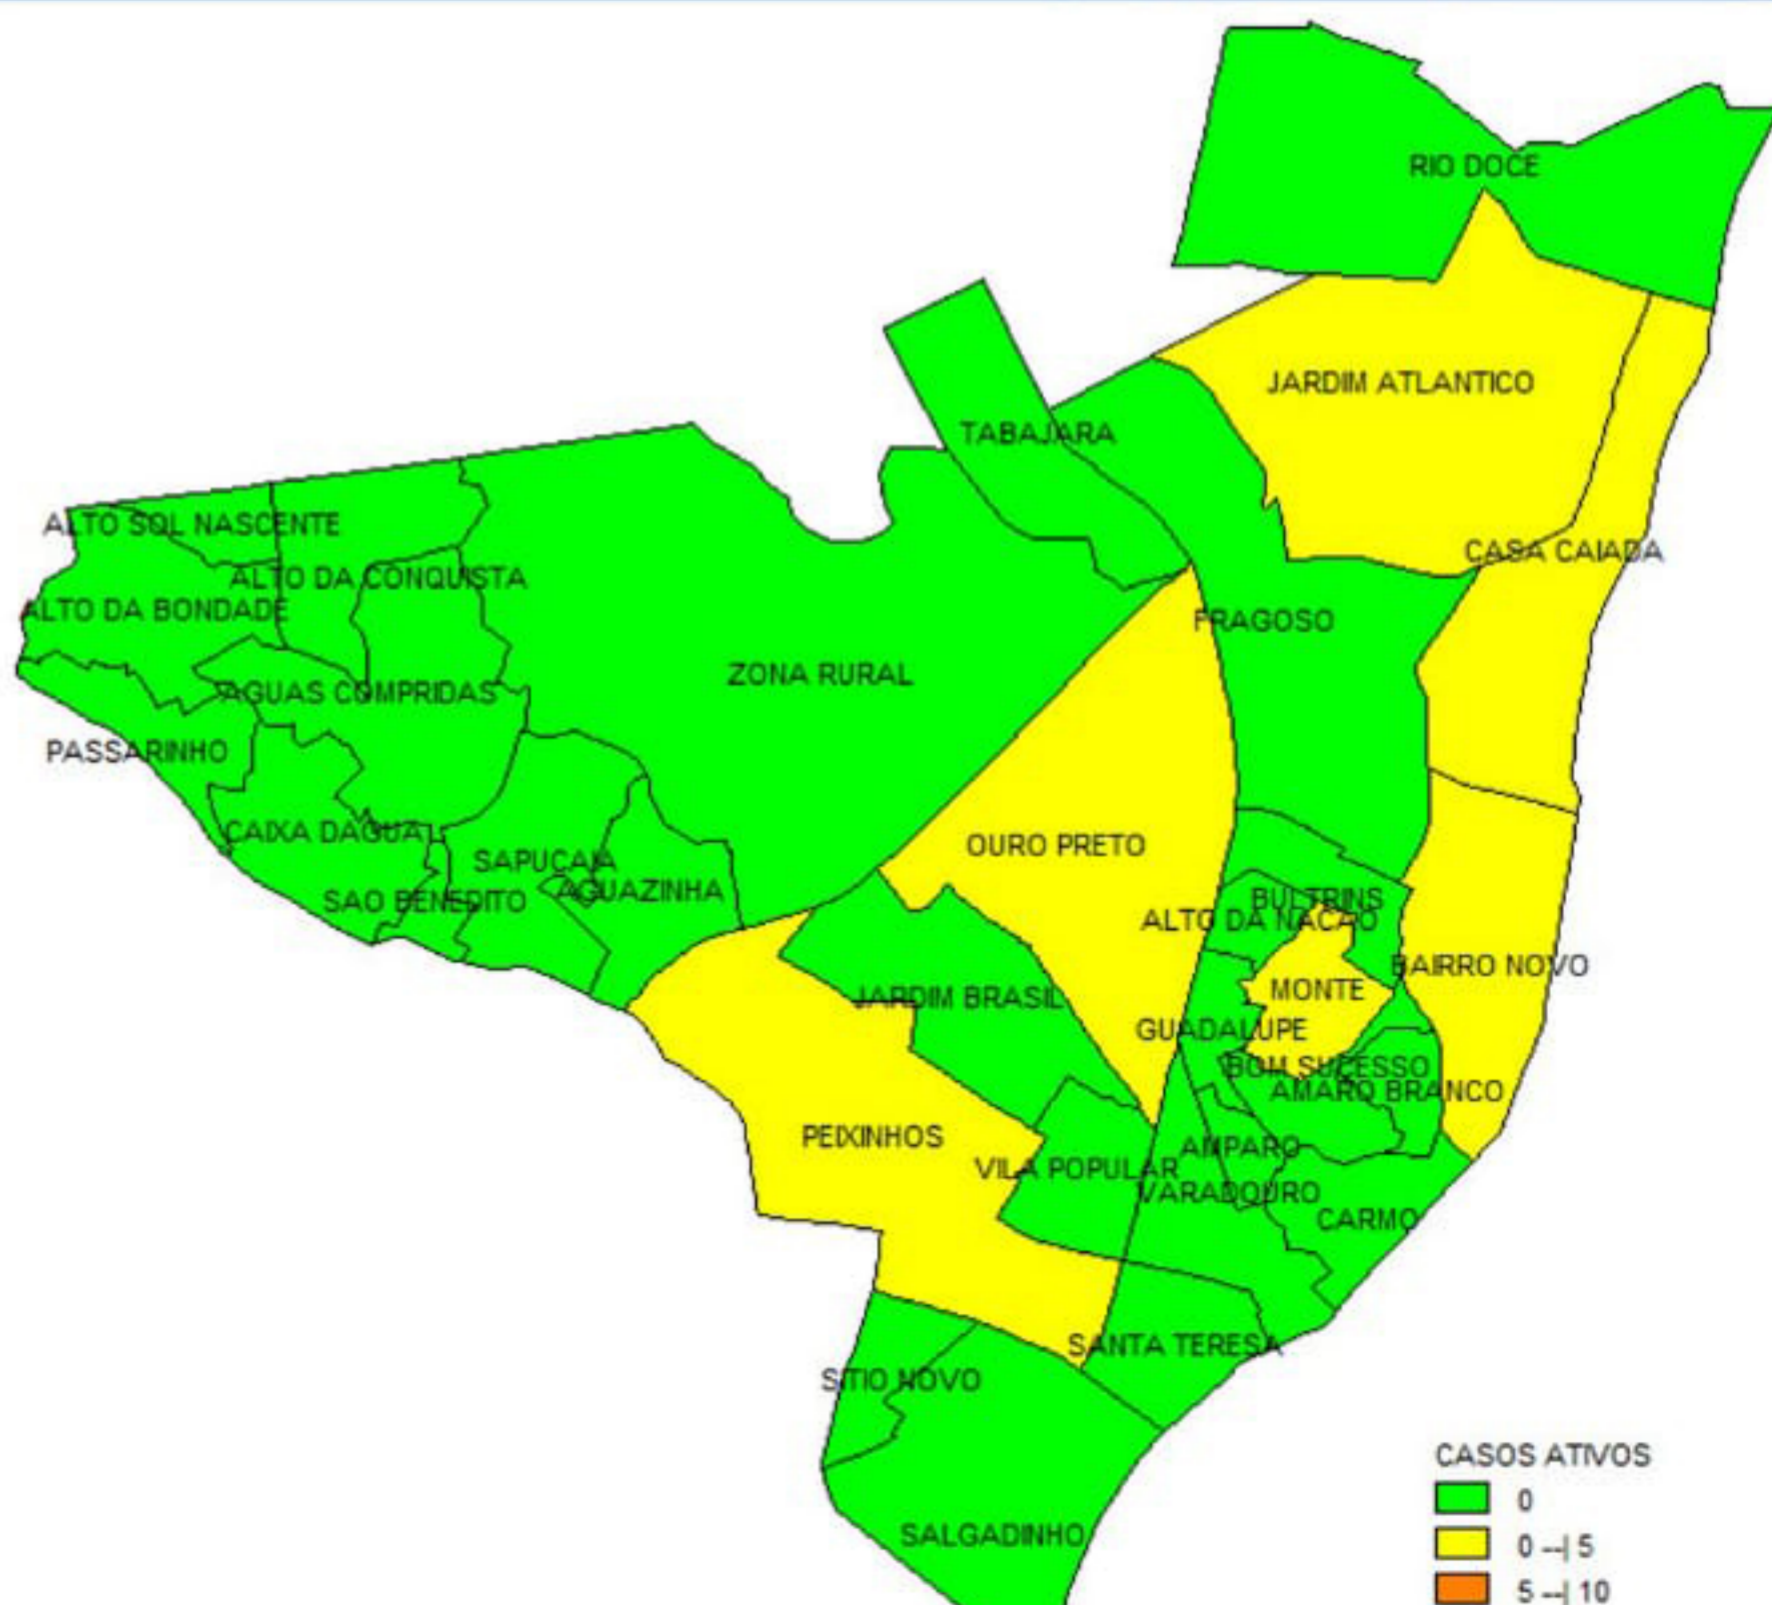 RIO DOCE
JARDIM ATLANTICO
TABAJARA
ALTO SOL NASCENTE
CASA CAIADA
ALTO DA CONQUISTA
ALTO DA BONDADE
FRAGOSO
ZONA RURAL
AGUAS COMPRIDAS
PASSARINHO
CAIXA DAGUA
OURO PRETO
SAPUCAIA
AGUAZINHA
SAO BENEDITO
BULTRINS
ALTO DA NACAO
BAIRRO NOVO
MONTE
JARDIM BRASIL
GUADALUPE
BOM SUCESSO
AMARO BRANCO
PEIXINHOS
AMPARO
VILA POPULAR
VARADOURO
CARMO
SANTA TERESA
SITIO NOVO
SALGADINHO
CASOS ATIVOS
0
0 --| 5
5 --| 10